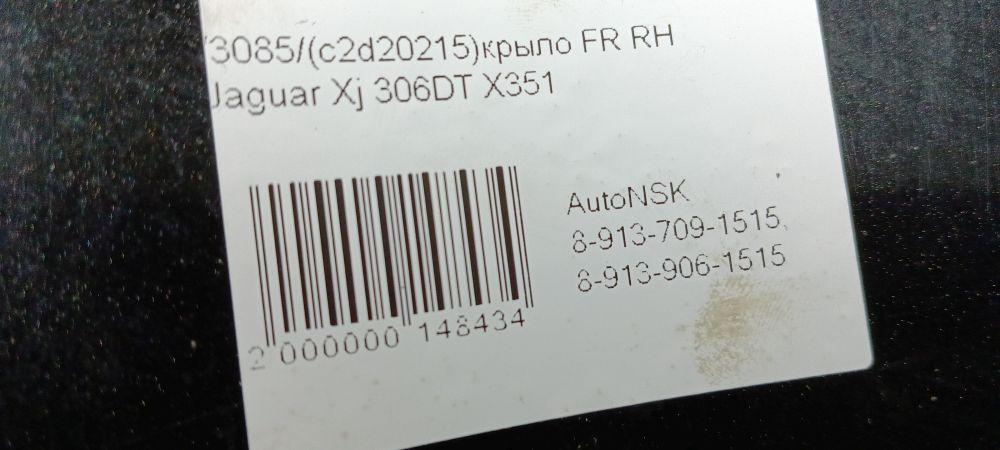 /3085/(c2d20215)крыло FR RH
Jaguar Xj 306DT X351
AutoNSK
8-913-709-1515,
8-913-906-1515
2 000000 148434